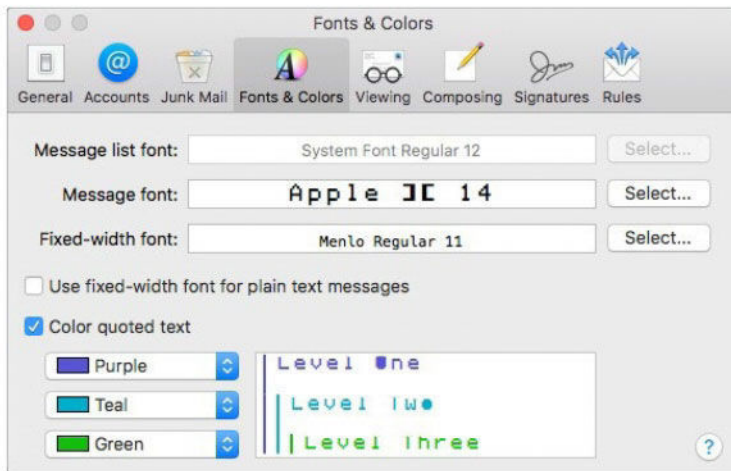 Fonts & Colors
General Accounts Junk Mail Fonts & Colors Viewing Composing Signatures Rules
Message list font: System Font Regular 12 Select...
Message font: Apple ][ 14 Select...
Fixed-width font: Menlo Regular 11 Select...
Use fixed-width font for plain text messages
Color quoted text
Purple Level One
Teal Level Two
Green Level Three
?